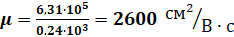 μ = 6,31∙10⁵ / 0.24∙10³ = 2600 см² / В ∙ с